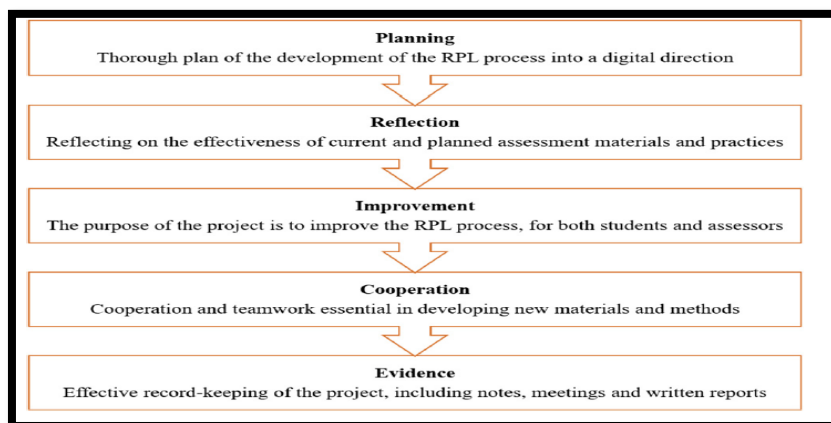 Planning
Thorough plan of the development of the RPL process into a digital direction
Reflection
Reflecting on the effectiveness of current and planned assessment materials and practices
Improvement
The purpose of the project is to improve the RPL process, for both students and assessors
Cooperation
Cooperation and teamwork essential in developing new materials and methods
Evidence
Effective record-keeping of the project, including notes, meetings and written reports